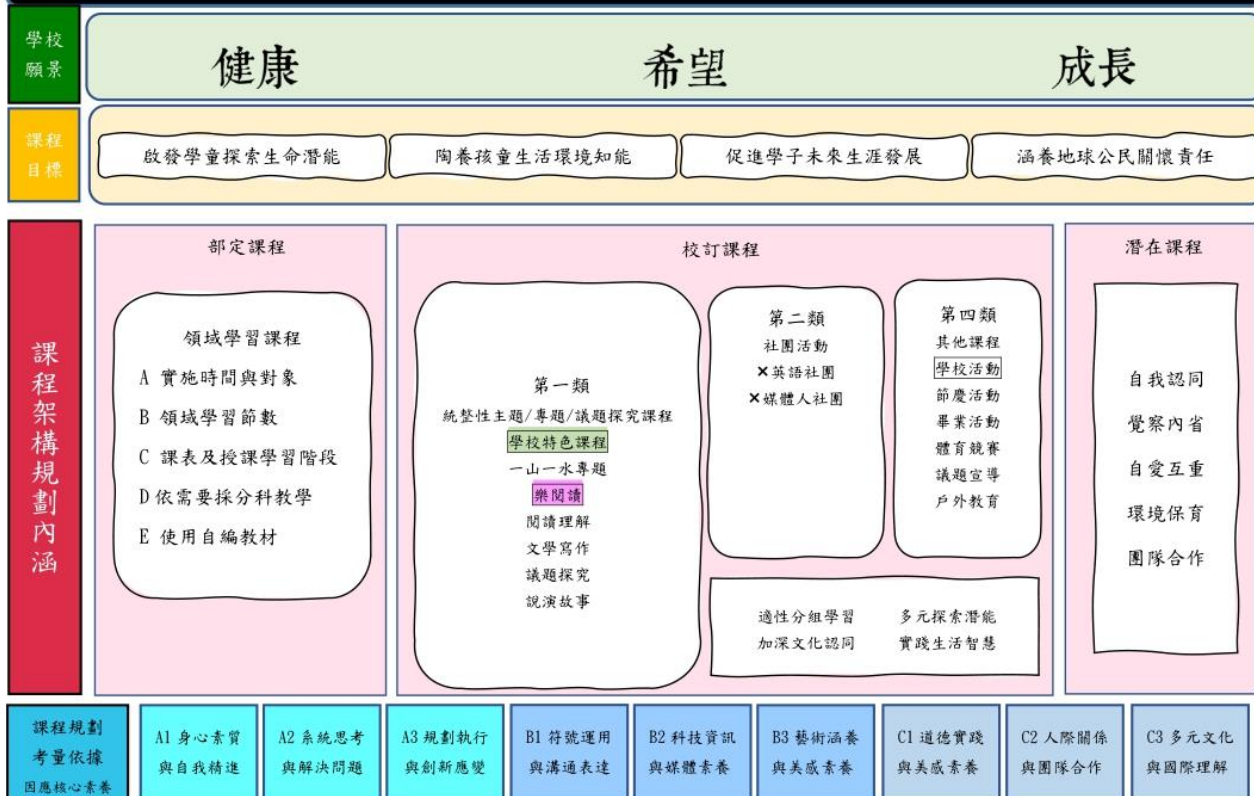 學校
願景
健康
希望
成長
課程
目標
啟發學童探索生命潛能
陶養孩童生活環境知能
促進學子未來生涯發展
涵養地球公民關懷責任
課程架構規劃內涵
部定課程
領域學習課程
A 實施時間與對象
B 領域學習節數
C 課表及授課學習階段
D 依需要採分科教學
E 使用自編教材
校訂課程
第一類
統整性主題/專題/議題探究課程
學校特色課程
一山一水專題
樂閱讀
閱讀理解
文學寫作
議題探究
說演故事
第二類
社團活動
×英語社團
×媒體人社團
第四類
其他課程
學校活動
節慶活動
畢業活動
體育競賽
議題宣導
戶外教育
適性分組學習 多元探索潛能
加深文化認同 實踐生活智慧
潛在課程
自我認同
覺察內省
自愛互重
環境保育
團隊合作
課程規劃
考量依據
因應核心素養
A1 身心素質
與自我精進
A2 系統思考
與解決問題
A3 規劃執行
與創新應變
B1 符號運用
與溝通表達
B2 科技資訊
與媒體素養
B3 藝術涵養
與美感素養
C1 道德實踐
與美感素養
C2 人際關係
與團隊合作
C3 多元文化
與國際理解